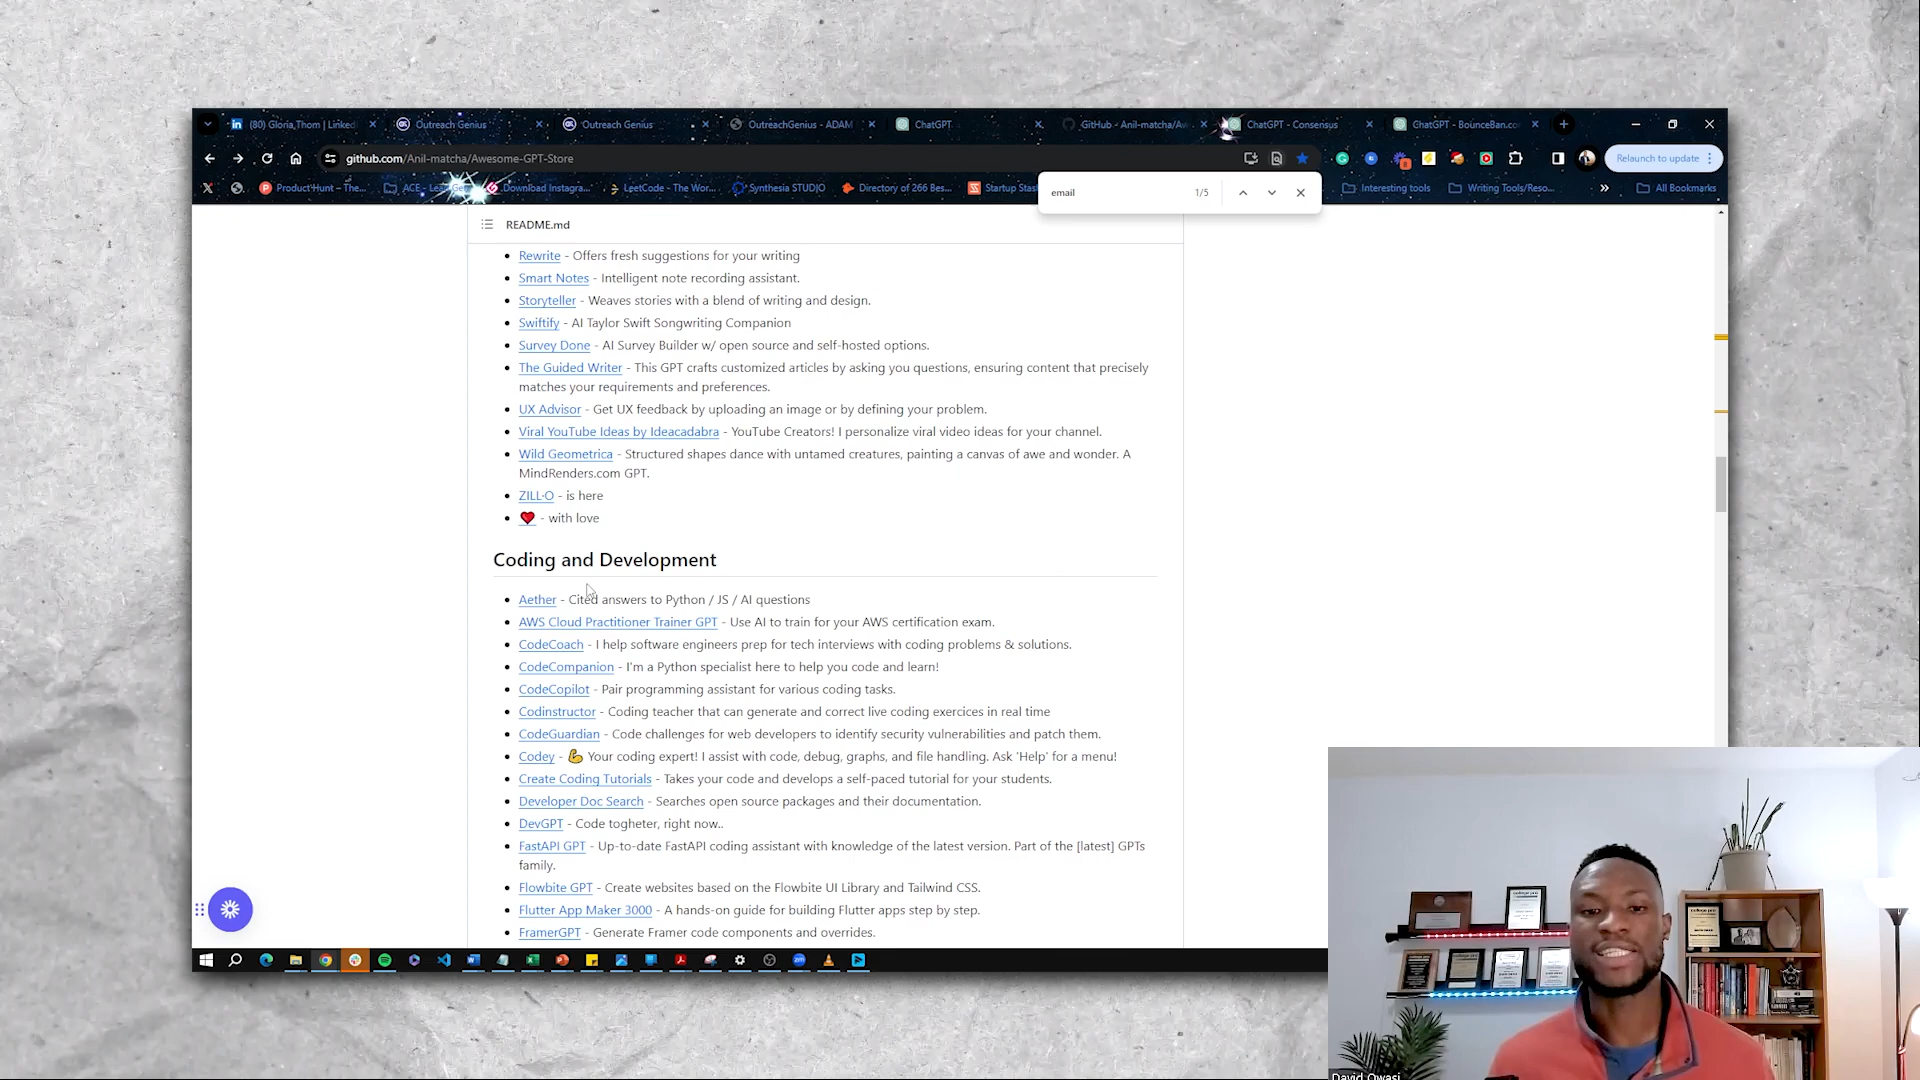 (80) Gloria Thom | Linked
Outreach Genius
Outreach Genius
OutreachGenius - ADAM
ChatGPT
GitHub - Anil-matcha/Aw
ChatGPT - Consensus
ChatGPT - BounceBan.co
github.com/Anil-matcha/Awesome-GPT-Store
Relaunch to update
Product Hunt - The...
ACE - Lead Gen
Download Instagra...
LeetCode - The Wor...
Synthesia STUDIO
Directory of 266 Bes...
Startup Stas
Interesting tools
Writing Tools/Reso...
All Bookmarks
email
1/5
README.md
Rewrite - Offers fresh suggestions for your writing
Smart Notes - Intelligent note recording assistant.
Storyteller - Weaves stories with a blend of writing and design.
Swiftify - AI Taylor Swift Songwriting Companion
Survey Done - AI Survey Builder w/ open source and self-hosted options.
The Guided Writer - This GPT crafts customized articles by asking you questions, ensuring content that precisely
matches your requirements and preferences.
UX Advisor - Get UX feedback by uploading an image or by defining your problem.
Viral YouTube Ideas by Ideacadabra - YouTube Creators! I personalize viral video ideas for your channel.
Wild Geometrica - Structured shapes dance with untamed creatures, painting a canvas of awe and wonder. A
MindRenders.com GPT.
ZILL·O - is here
❤️ - with love
Coding and Development
Aether - Cited answers to Python / JS / AI questions
AWS Cloud Practitioner Trainer GPT - Use AI to train for your AWS certification exam.
CodeCoach - I help software engineers prep for tech interviews with coding problems & solutions.
CodeCompanion - I'm a Python specialist here to help you code and learn!
CodeCopilot - Pair programming assistant for various coding tasks.
Codinstructor - Coding teacher that can generate and correct live coding exercices in real time
CodeGuardian - Code challenges for web developers to identify security vulnerabilities and patch them.
Codey - 💪 Your coding expert! I assist with code, debug, graphs, and file handling. Ask 'Help' for a menu!
Create Coding Tutorials - Takes your code and develops a self-paced tutorial for your students.
Developer Doc Search - Searches open source packages and their documentation.
DevGPT - Code togheter, right now..
FastAPI GPT - Up-to-date FastAPI coding assistant with knowledge of the latest version. Part of the [latest] GPTs
family.
Flowbite GPT - Create websites based on the Flowbite UI Library and Tailwind CSS.
Flutter App Maker 3000 - A hands-on guide for building Flutter apps step by step.
FramerGPT - Generate Framer code components and overrides.
David Owasi